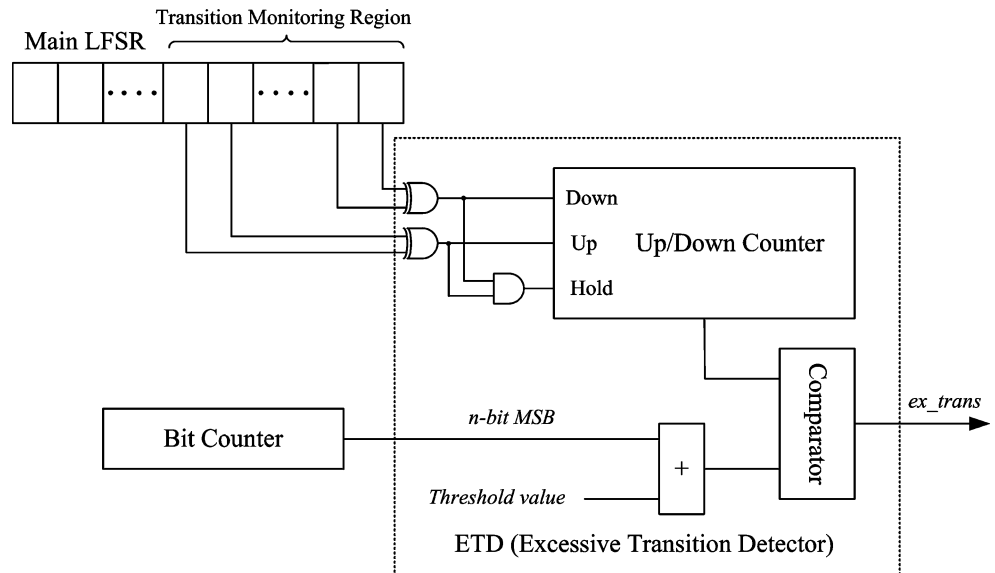 Transition Monitoring Region
Main LFSR
Down
Up
Up/Down Counter
Hold
Comparator
ex_trans
n-bit MSB
Bit Counter
+
Threshold value
ETD (Excessive Transition Detector)